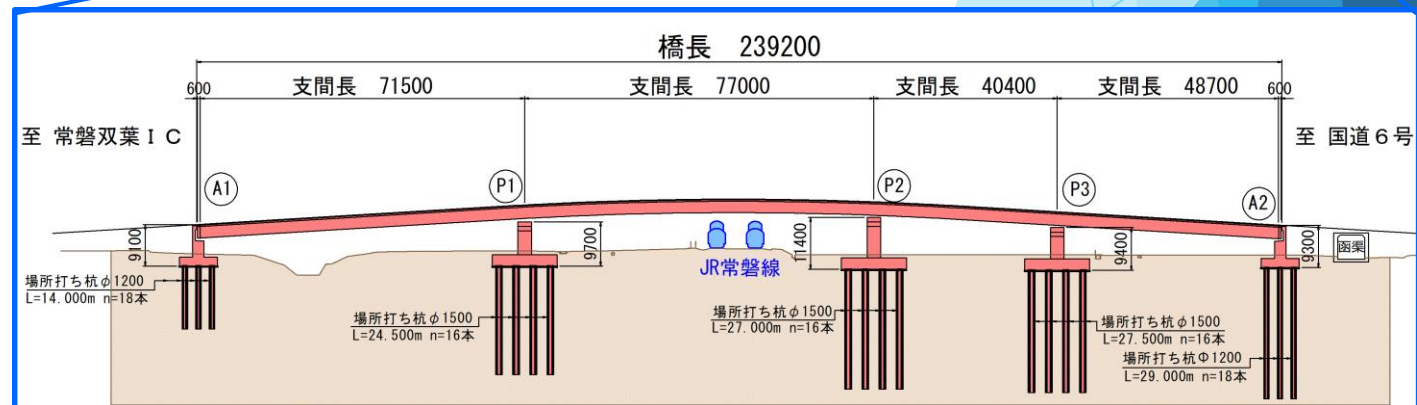 橋長 239200
600
支間長 71500
支間長 77000
支間長 40400
支間長 48700
600
至 常磐双葉ＩＣ
至 国道６号
A1
P1
P2
P3
A2
9100
9700
11400
9400
9300
函渠
JR常磐線
場所打ち杭φ1200
L=14.000m n=18本
場所打ち杭φ1500
L=24.500m n=16本
場所打ち杭φ1500
L=27.000m n=16本
場所打ち杭φ1500
L=27.500m n=16本
場所打ち杭Φ1200
L=29.000m n=18本